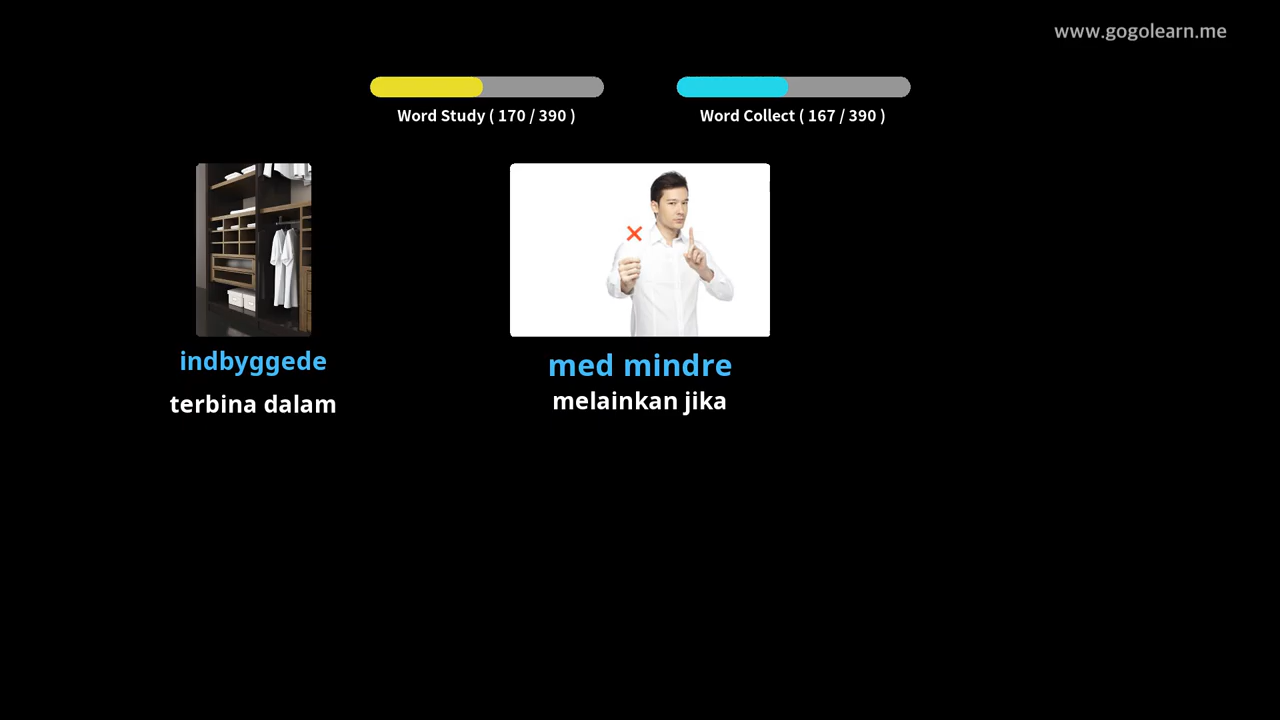 www.gogolearn.me
Word Study ( 170 / 390 )
Word Collect ( 167 / 390 )
indbyggede
terbina dalam
med mindre
melainkan jika